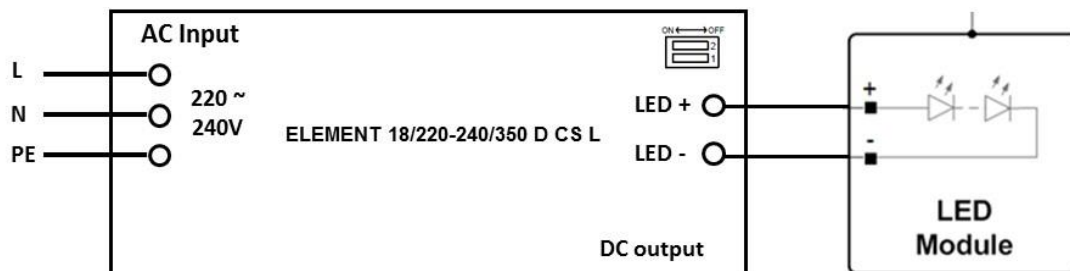 AC Input
ON OFF
2
1
L
N
PE
220 ~
240V
ELEMENT 18/220-240/350 D CS L
LED +
LED -
DC output
+
-
LED
Module